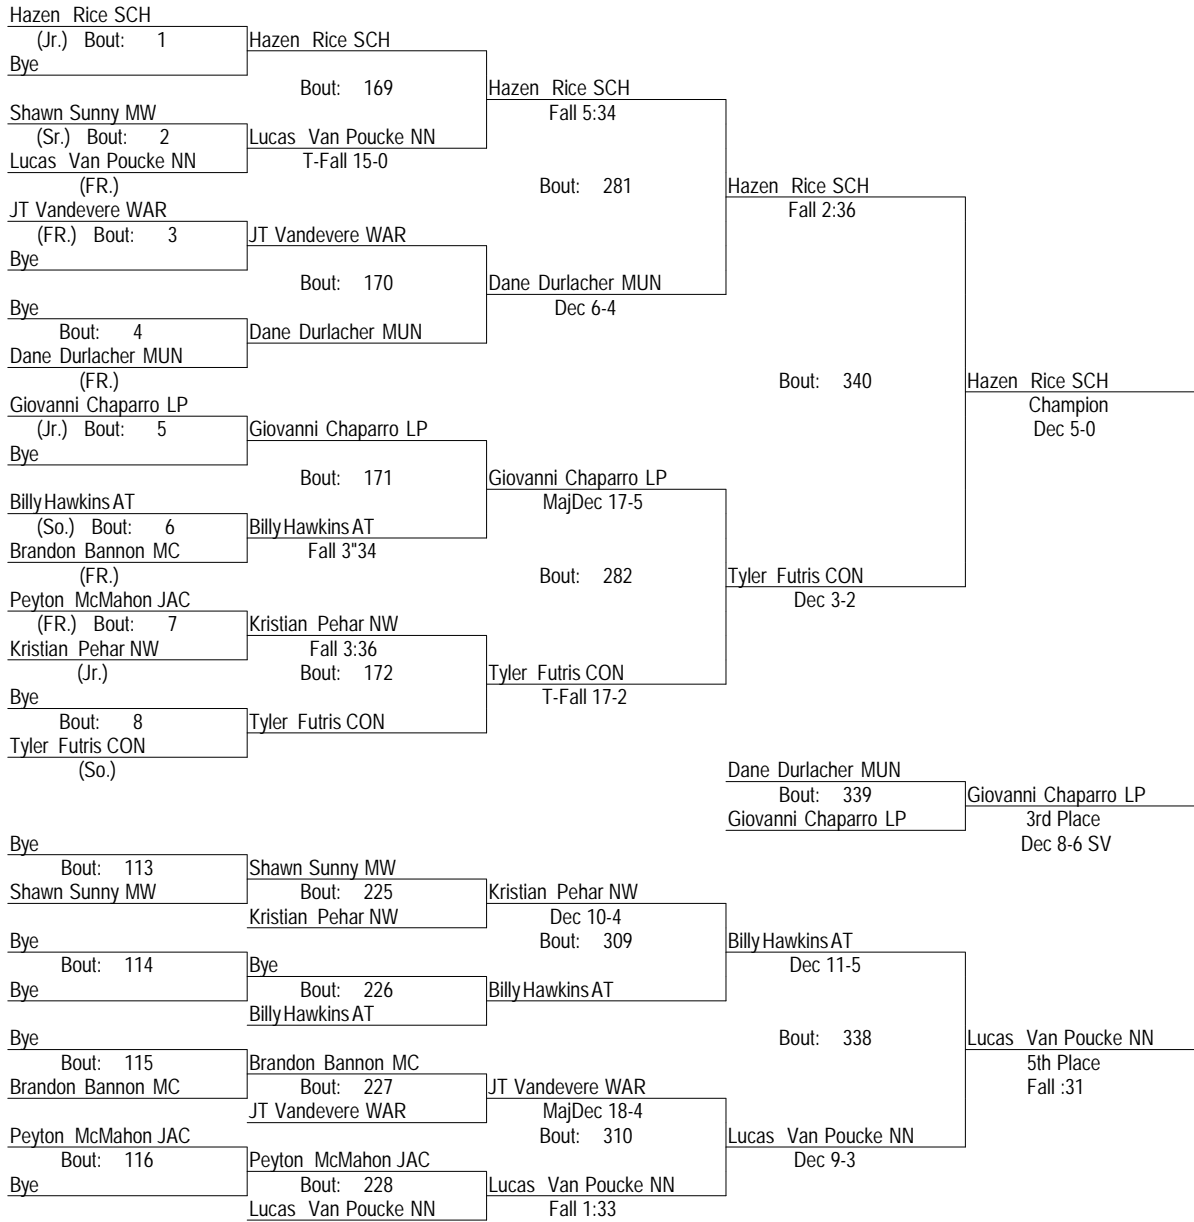 Hazen Rice SCH
(Jr.) Bout: 1
Hazen Rice SCH
Bye
Bout: 169
Hazen Rice SCH
Shawn Sunny MW
Fall 5:34
(Sr.) Bout: 2
Lucas Van Poucke NN
Lucas Van Poucke NN
T-Fall 15-0
(FR.)
Bout: 281
Hazen Rice SCH
JT Vandevere WAR
Fall 2:36
(FR.) Bout: 3
JT Vandevere WAR
Bye
Bout: 170
Dane Durlacher MUN
Bye
Dec 6-4
Bout: 4
Dane Durlacher MUN
Dane Durlacher MUN
(FR.)
Bout: 340
Hazen Rice SCH
Giovanni Chaparro LP
Champion
(Jr.) Bout: 5
Giovanni Chaparro LP
Dec 5-0
Bye
Bout: 171
Giovanni Chaparro LP
Billy Hawkins AT
MajDec 17-5
(So.) Bout: 6
Billy Hawkins AT
Brandon Bannon MC
Fall 3"34
(FR.)
Bout: 282
Tyler Futris CON
Peyton McMahon JAC
Dec 3-2
(FR.) Bout: 7
Kristian Pehar NW
Kristian Pehar NW
Fall 3:36
(Jr.)
Bout: 172
Tyler Futris CON
Bye
T-Fall 17-2
Bout: 8
Tyler Futris CON
Tyler Futris CON
(So.)
Dane Durlacher MUN
Bout: 339
Giovanni Chaparro LP
Giovanni Chaparro LP
3rd Place
Dec 8-6 SV
Bye
Bout: 113
Shawn Sunny MW
Shawn Sunny MW
Bout: 225
Kristian Pehar NW
Kristian Pehar NW
Dec 10-4
Bye
Bout: 309
Billy Hawkins AT
Bout: 114
Bye
Dec 11-5
Bye
Bout: 226
Billy Hawkins AT
Billy Hawkins AT
Bye
Bout: 338
Lucas Van Poucke NN
Bout: 115
Brandon Bannon MC
5th Place
Brandon Bannon MC
Bout: 227
JT Vandevere WAR
Fall :31
JT Vandevere WAR
MajDec 18-4
Peyton McMahon JAC
Bout: 310
Lucas Van Poucke NN
Bout: 116
Peyton McMahon JAC
Dec 9-3
Bye
Bout: 228
Lucas Van Poucke NN
Lucas Van Poucke NN
Fall 1:33